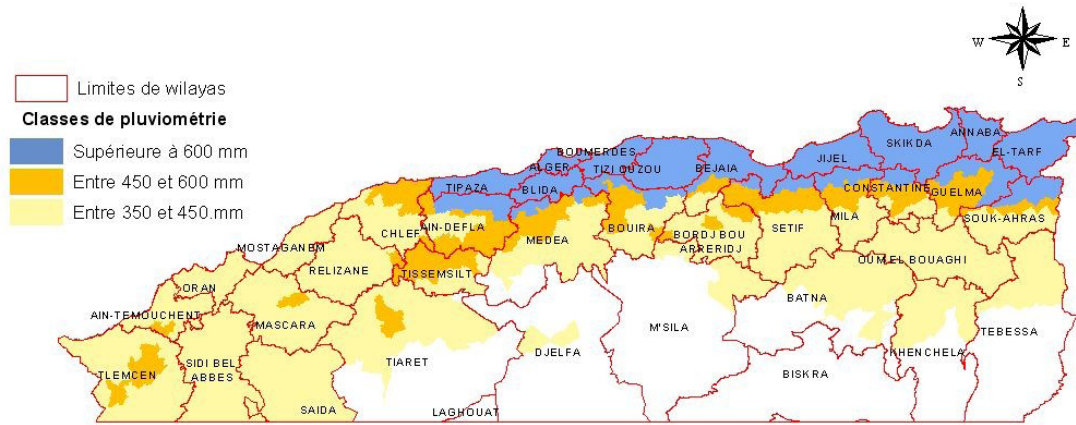 N
W
E
S
Limites de wilayas
Classes de pluviométrie
Supérieure à 600 mm
Entre 450 et 600 mm
Entre 350 et 450.mm
ANNABA
SKIKDA
EL-TARF
BOUMERDES
JIJEL
ALGER
TIZI OUZOU
BEJAIA
TIPAZA
BLIDA
CONSTANTINE
GUELMA
CHLEF
AIN-DEFLA
MEDEA
BOUIRA
BORDJ BOU
ARRERIDJ
SETIF
MILA
SOUK-AHRAS
MOSTAGANEM
RELIZANE
TISSEMSILT
OUM EL BOUAGHI
ORAN
AIN-TEMOUCHENT
MASCARA
BATNA
M'SILA
TEBESSA
TLEMCEN
SIDI BEL
ABBES
TIARET
DJELFA
KHENCHELA
BISKRA
SAIDA
LAGHOUAT